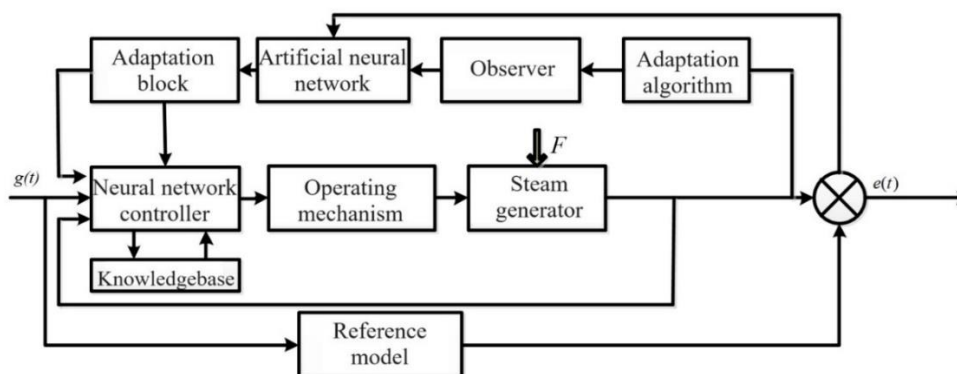 Adaptation
block
Artificial neural
network
Observer
Adaptation
algorithm
F
g(t)
Neural network
controller
Operating
mechanism
Steam
generator
e(t)
Knowledgebase
Reference
model